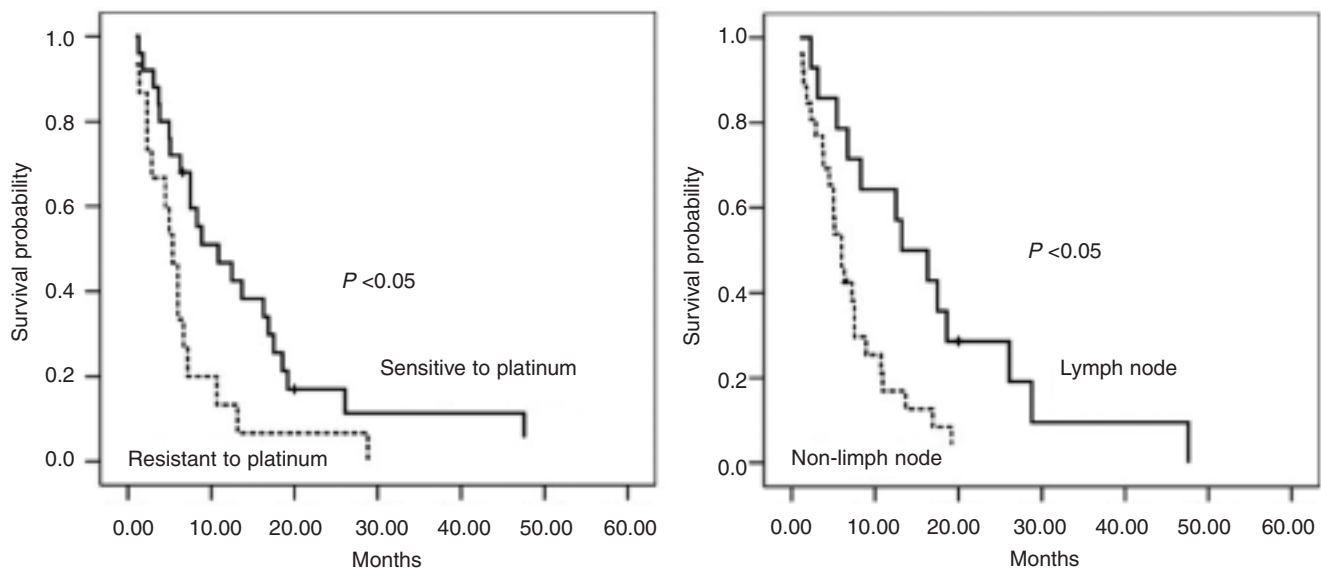 1.0
0.8
0.6
0.4
0.2
0.0
Survival probability
P <0.05
Sensitive to platinum
Resistant to platinum
0.00 10.00 20.00 30.00 40.00 50.00 60.00
Months
1.0
0.8
0.6
0.4
0.2
0.0
Survival probability
P <0.05
Lymph node
Non-limph node
0.00 10.00 20.00 30.00 40.00 50.00 60.00
Months